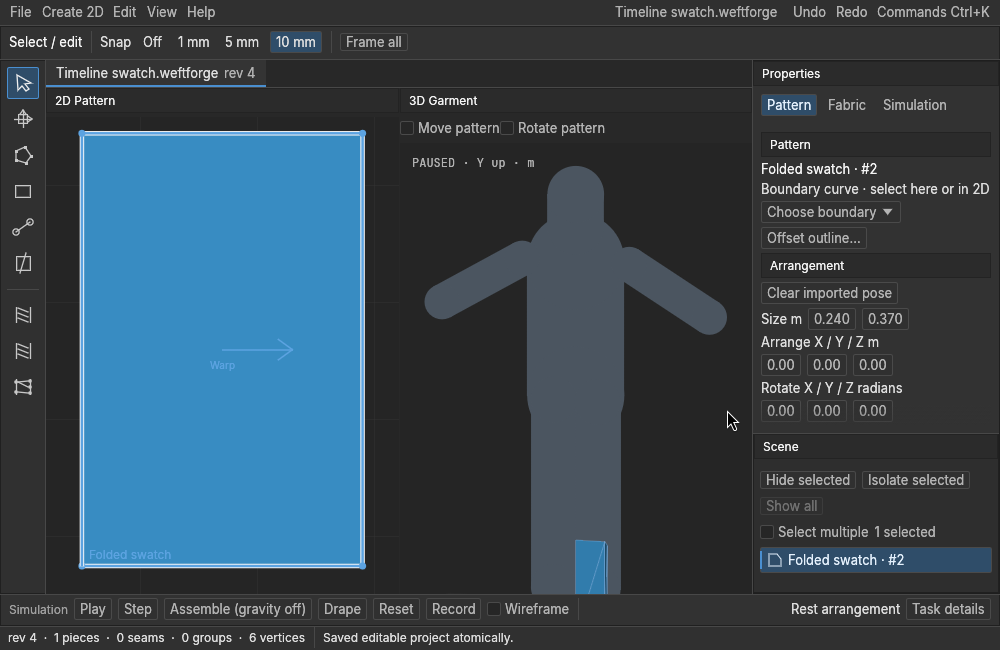 File Create 2D Edit View Help Timeline swatch.weftforge Undo Redo Commands Ctrl+K
Select / edit Snap Off 1 mm 5 mm 10 mm Frame all
Timeline swatch.weftforge rev 4
2D Pattern
3D Garment
Move pattern Rotate pattern
PAUSED · Y up · m
Warp
Folded swatch
Properties
Pattern Fabric Simulation
Pattern
Folded swatch · #2
Boundary curve · select here or in 2D
Choose boundary
Offset outline...
Arrangement
Clear imported pose
Size m 0.240 0.370
Arrange X / Y / Z m
0.00 0.00 0.00
Rotate X / Y / Z radians
0.00 0.00 0.00
Scene
Hide selected Isolate selected
Show all
Select multiple 1 selected
Folded swatch · #2
Simulation Play Step Assemble (gravity off) Drape Reset Record Wireframe Rest arrangement Task details
rev 4 · 1 pieces · 0 seams · 0 groups · 6 vertices Saved editable project atomically.